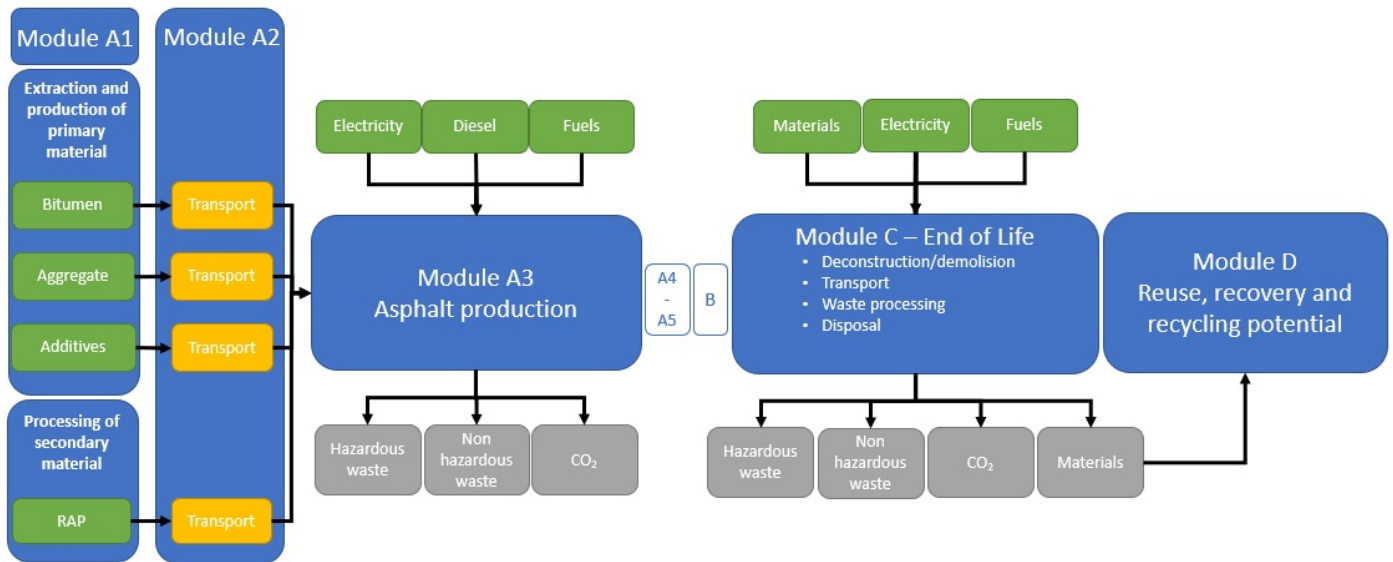 Module A1
Module A2
Extraction and
production of
primary
material
Bitumen
Transport
Aggregate
Transport
Additives
Transport
Processing of
secondary
material
RAP
Transport
Electricity
Diesel
Fuels
Module A3
Asphalt production
Hazardous
waste
Non
hazardous
waste
CO₂
A4
-
A5
B
Materials
Electricity
Fuels
Module C – End of Life
• Deconstruction/demolision
• Transport
• Waste processing
• Disposal
Hazardous
waste
Non
hazardous
waste
CO₂
Materials
Module D
Reuse, recovery and
recycling potential